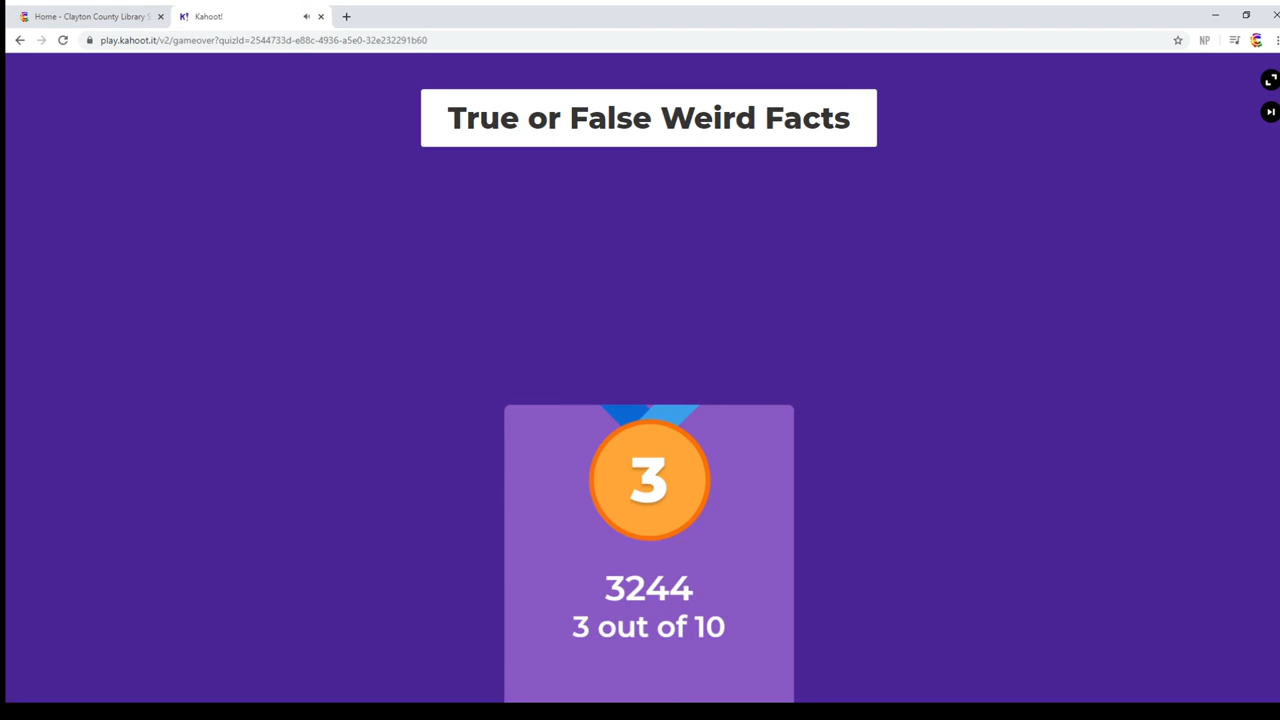 Home - Clayton County Library S
Kahoot!
play.kahoot.it/v2/gameover?quizId=2544733d-e88c-4936-a5e0-32e232291b60
NP
True or False Weird Facts
3
3244
3 out of 10